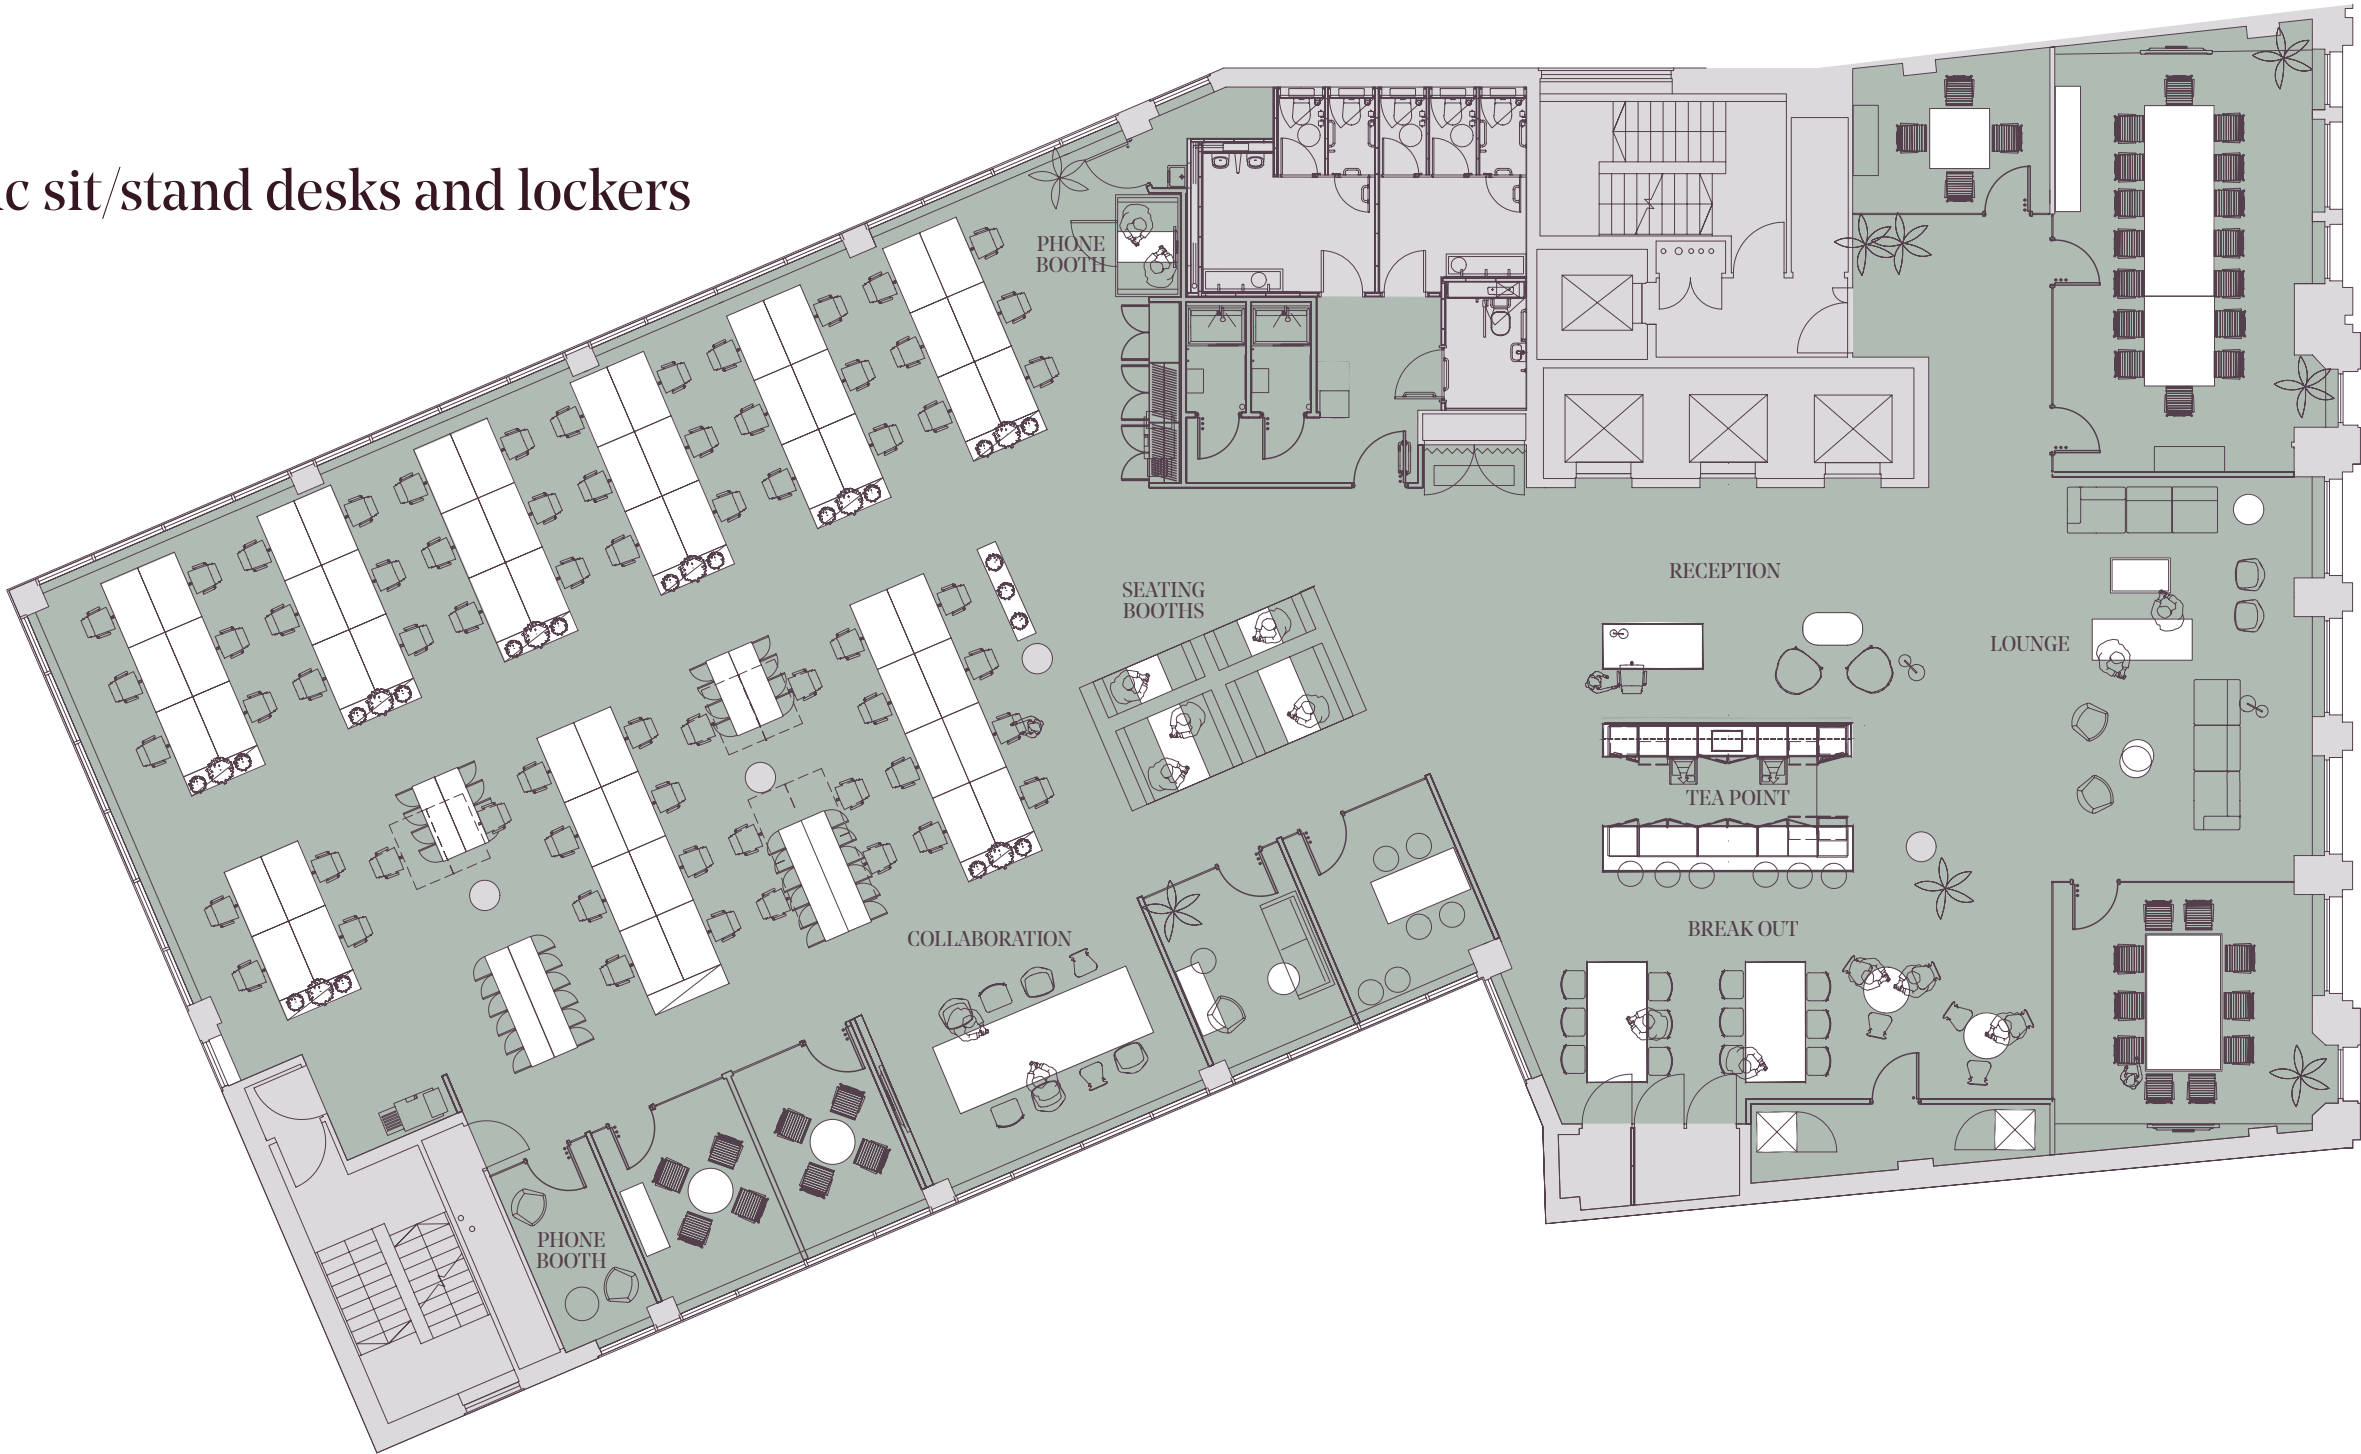 sit/stand desks and lockers
PHONE
BOOTH
SEATING
BOOTHS
RECEPTION
LOUNGE
TEA POINT
BREAK OUT
COLLABORATION
PHONE
BOOTH